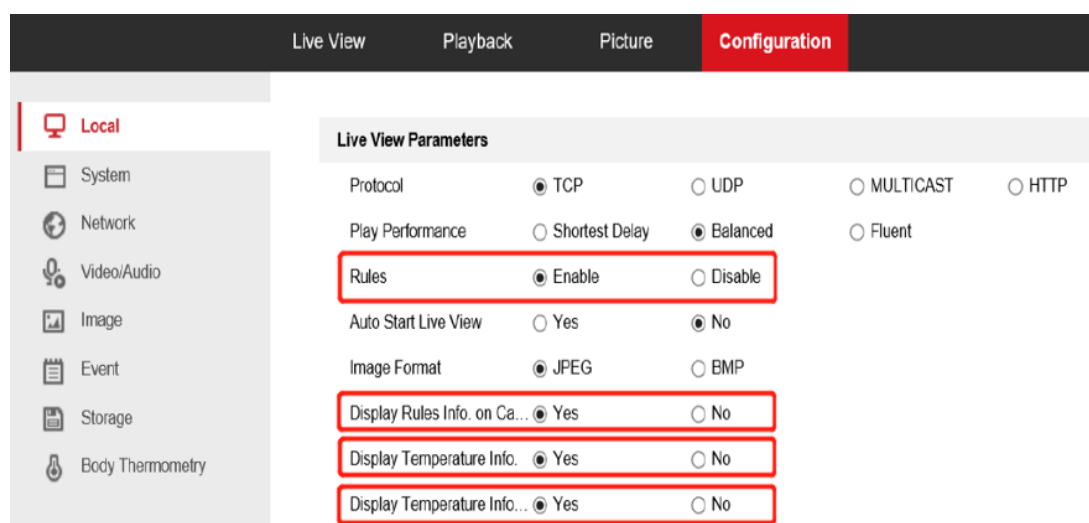 Live View Playback Picture Configuration
Local
System
Network
Video/Audio
Image
Event
Storage
Body Thermometry
Live View Parameters
Protocol TCP UDP MULTICAST HTTP
Play Performance Shortest Delay Balanced Fluent
Rules Enable Disable
Auto Start Live View Yes No
Image Format JPEG BMP
Display Rules Info. on Ca... Yes No
Display Temperature Info. Yes No
Display Temperature Info... Yes No